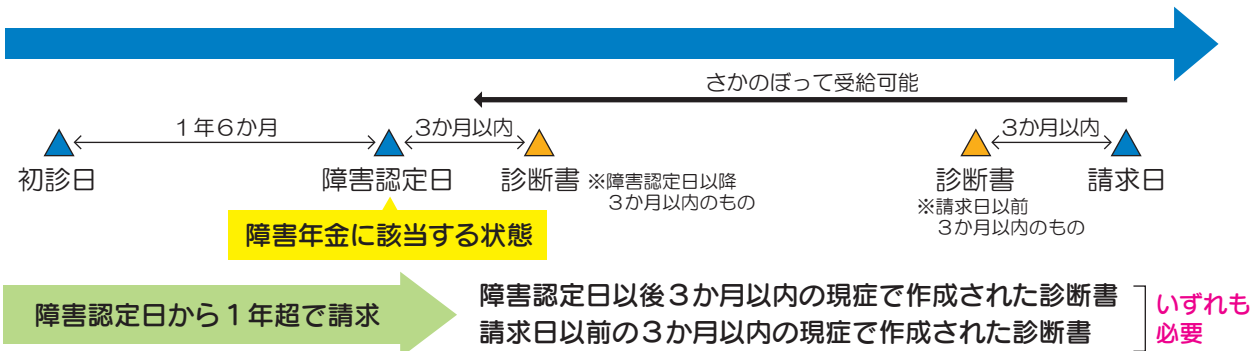 さかのぼって受給可能
１年６か月
３か月以内
３か月以内
初診日
障害認定日
診断書
※障害認定日以降
３か月以内のもの
診断書
※請求日以前
３か月以内のもの
請求日
障害年金に該当する状態
障害認定日から１年超で請求
障害認定日以後３か月以内の現症で作成された診断書
請求日以前の３か月以内の現症で作成された診断書
いずれも
必要